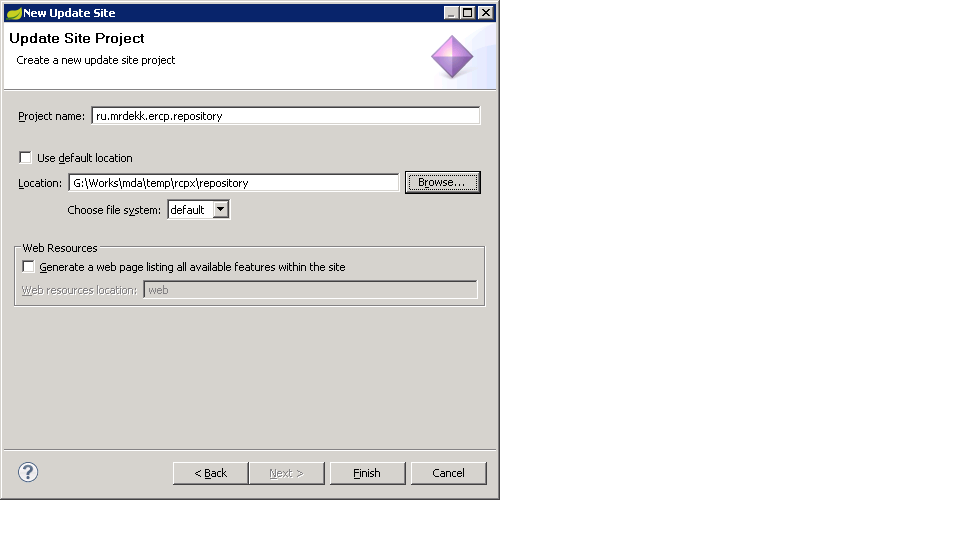 New Update Site
Update Site Project
Create a new update site project
Project name: ru.mrdekk.ercp.repository
Use default location
Location: G:\Works\mda\temp\rcpx\repository Browse...
Choose file system: default
Web Resources
Generate a web page listing all available features within the site
Web resources location: web
? < Back Next > Finish Cancel